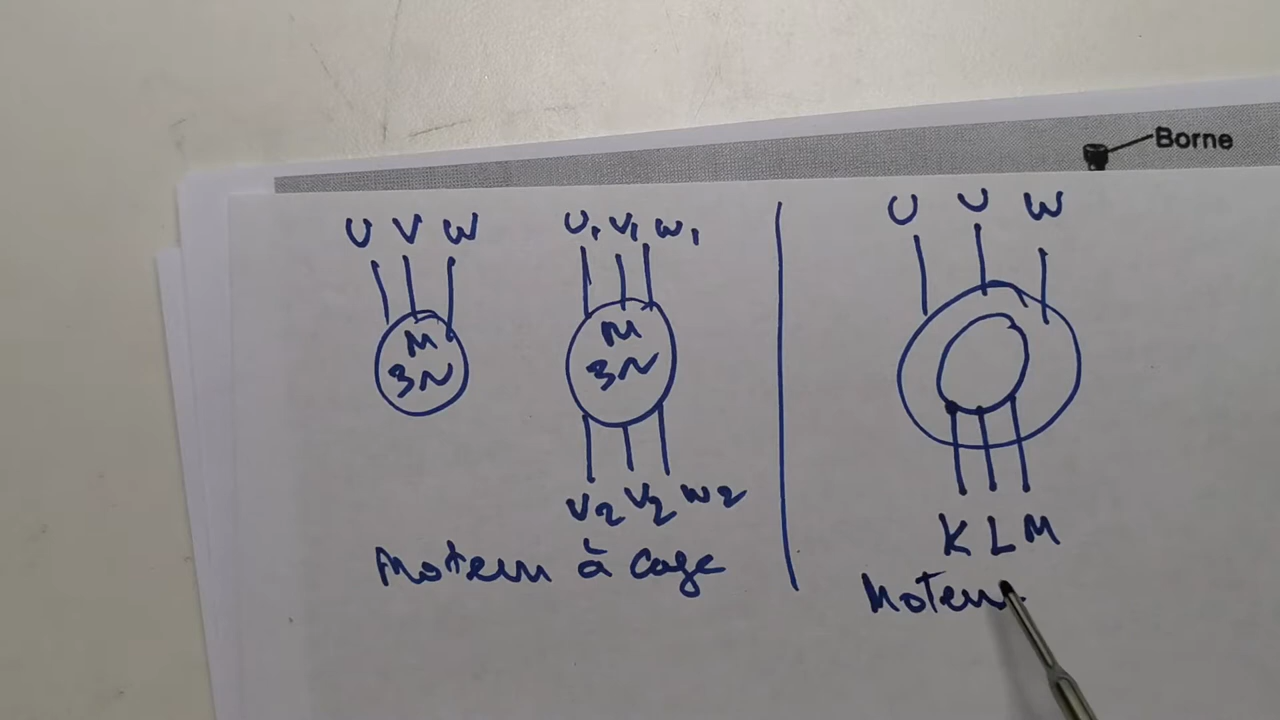 Borne
U V W
U1 V1 W1
U V W
M
3~
M
3~
U2 V2 W2
K L M
Moteur à cage
Moteur